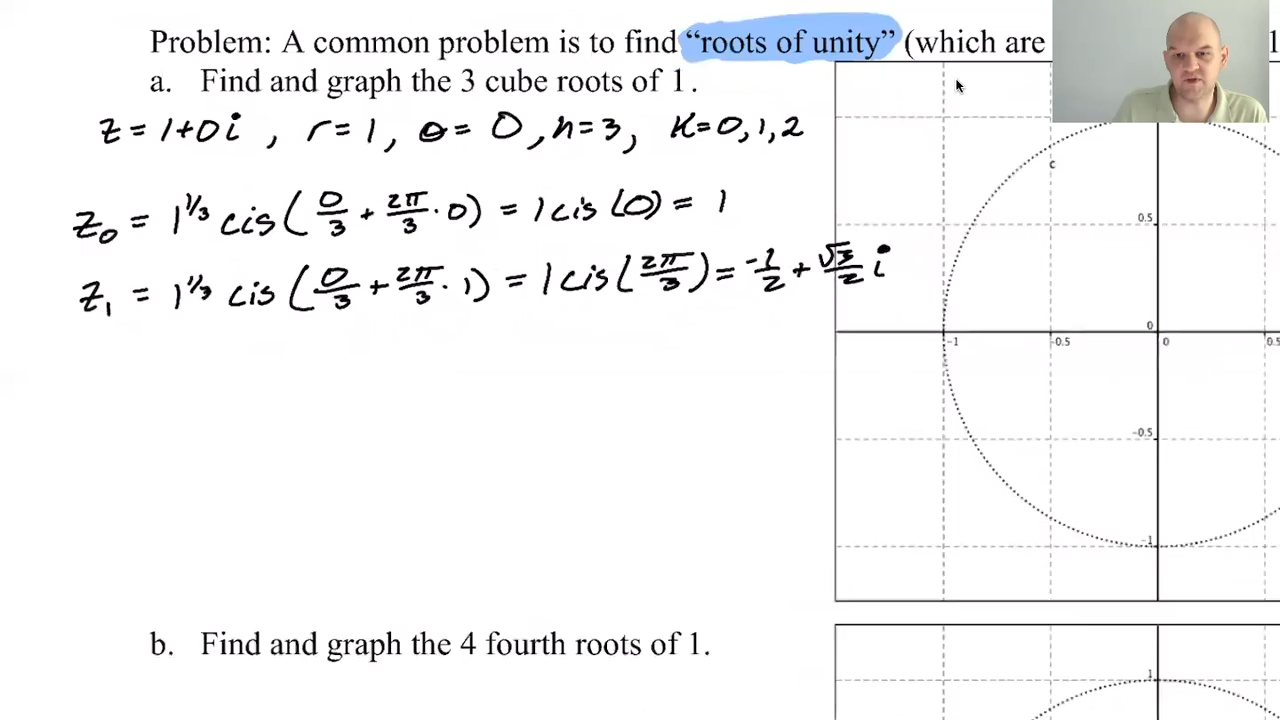 Problem: A common problem is to find “roots of unity” (which are 1
a. Find and graph the 3 cube roots of 1.
z = 1+0i , r = 1, θ = 0, n = 3, K = 0, 1, 2
z₀ = 1^1/3 cis(0/3 + 2π/3 · 0) = 1 cis (0) = 1
z₁ = 1^1/3 cis(0/3 + 2π/3 · 1) = 1 cis(2π/3) = -1/2 + √3/2 i
c
0.5
0
-1 -0.5 0 0.5
-0.5
-1
b. Find and graph the 4 fourth roots of 1.
1